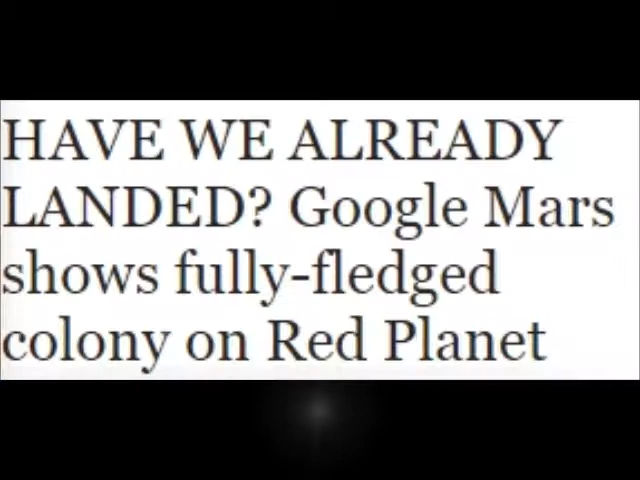 HAVE WE ALREADY
LANDED? Google Mars
shows fully-fledged
colony on Red Planet